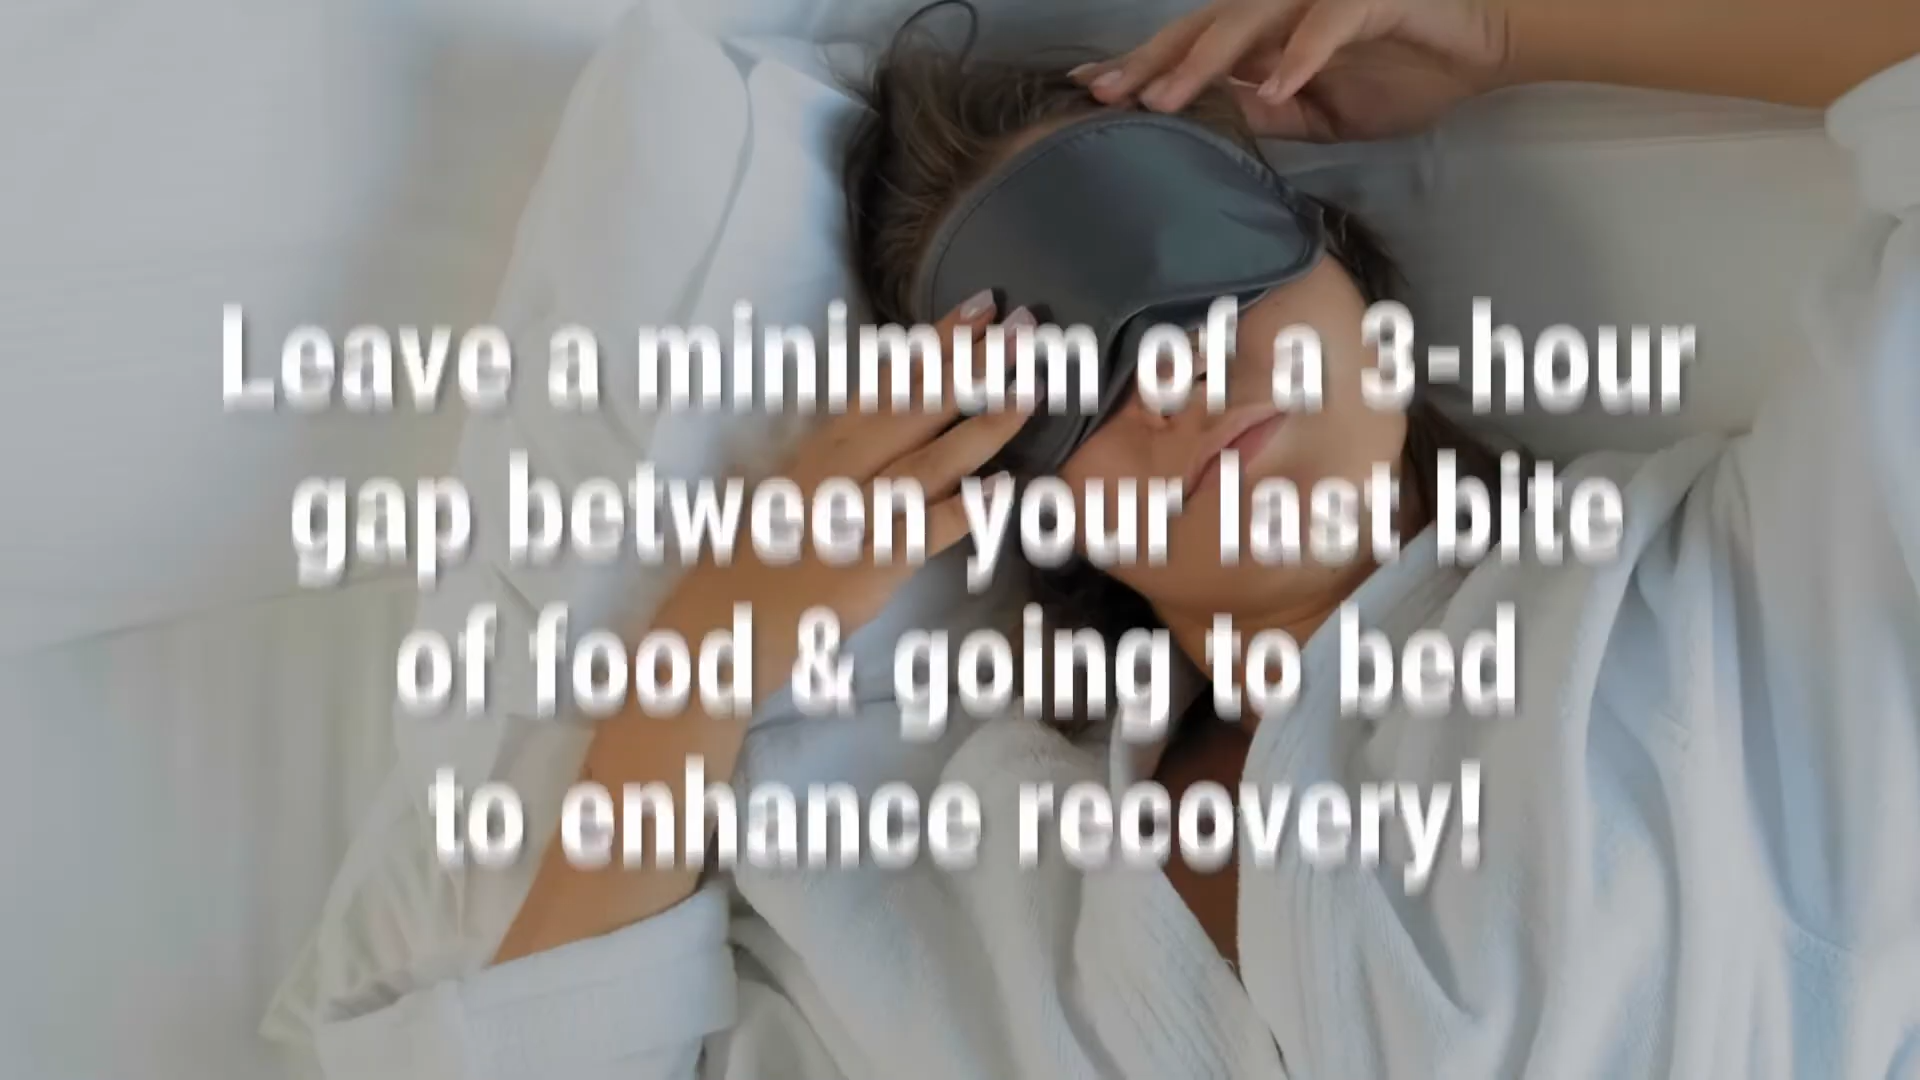 Leave a minimum of a 3-hour
gap between your last bite
of food & going to bed
to enhance recovery!